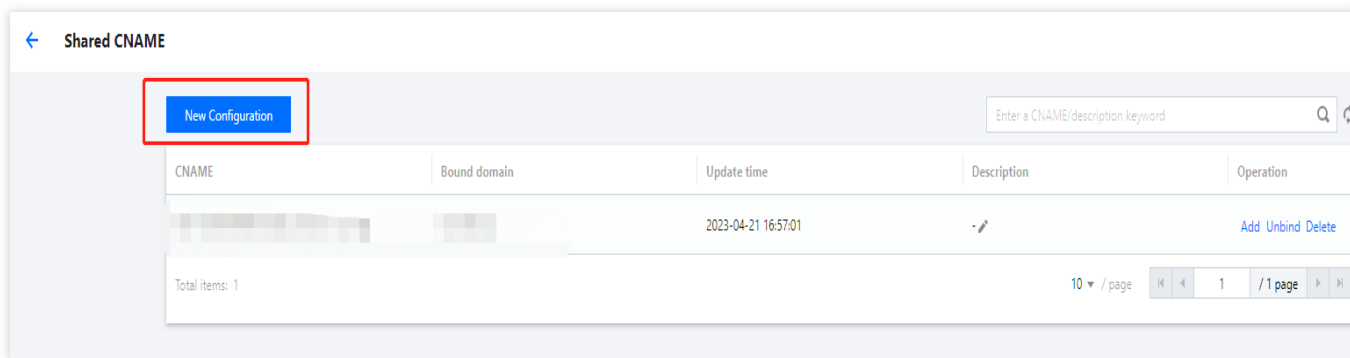 Shared CNAME
New Configuration
Enter a CNAME/description keyword
CNAME Bound domain Update time Description Operation
2023-04-21 16:57:01 - Add Unbind Delete
Total items: 1 10 / page 1 / 1 page